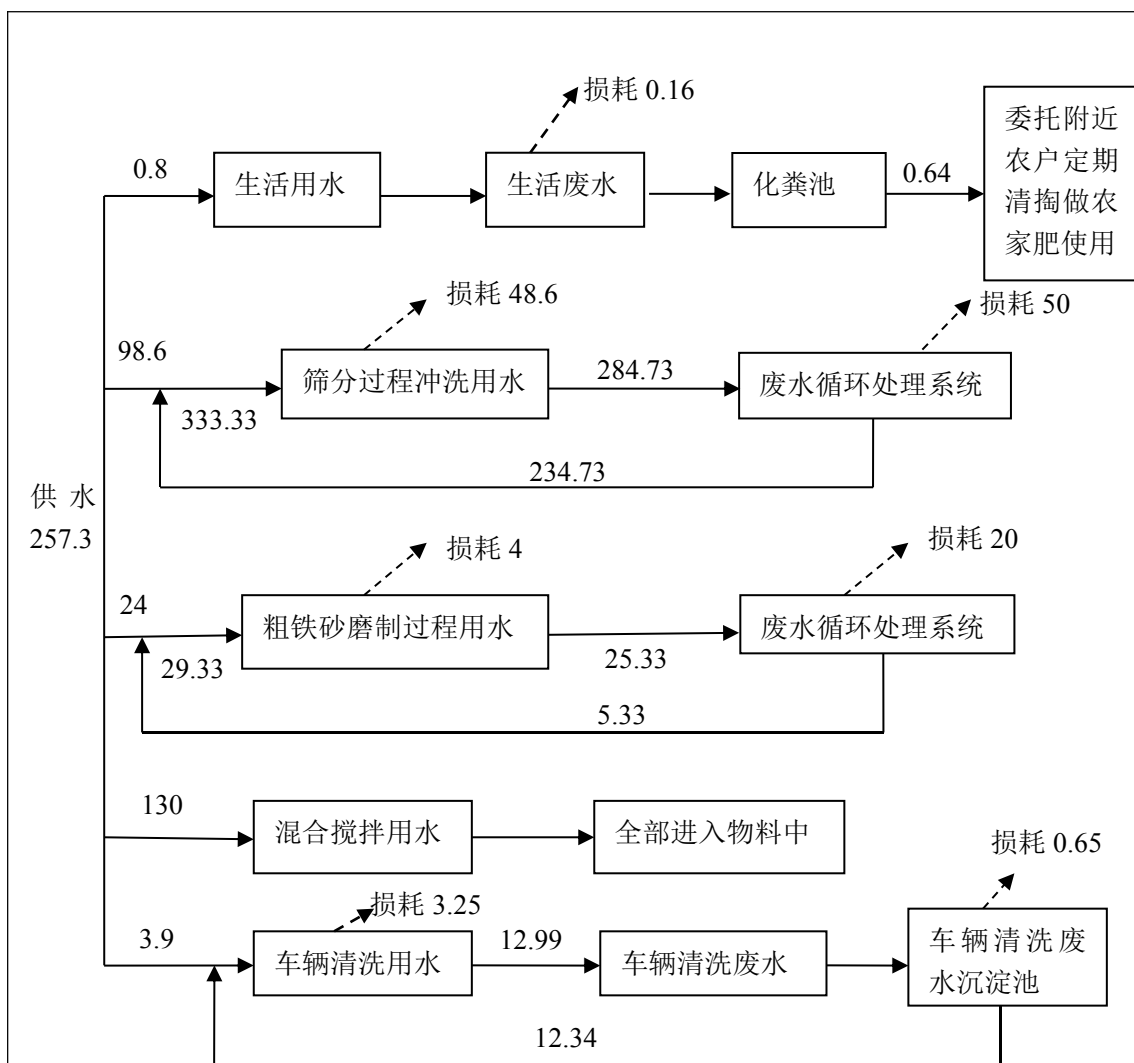 损耗 0.16
委托附近
农户定期
清掏做农
家肥使用
0.8
生活用水
生活废水
化粪池
0.64
损耗 48.6
损耗 50
98.6
筛分过程冲洗用水
284.73
废水循环处理系统
333.33
234.73
供 水
257.3
损耗 4
损耗 20
24
粗铁砂磨制过程用水
废水循环处理系统
29.33
25.33
5.33
130
混合搅拌用水
全部进入物料中
损耗 0.65
损耗 3.25
3.9
车辆清洗用水
12.99
车辆清洗废水
车辆清洗废
水沉淀池
12.34